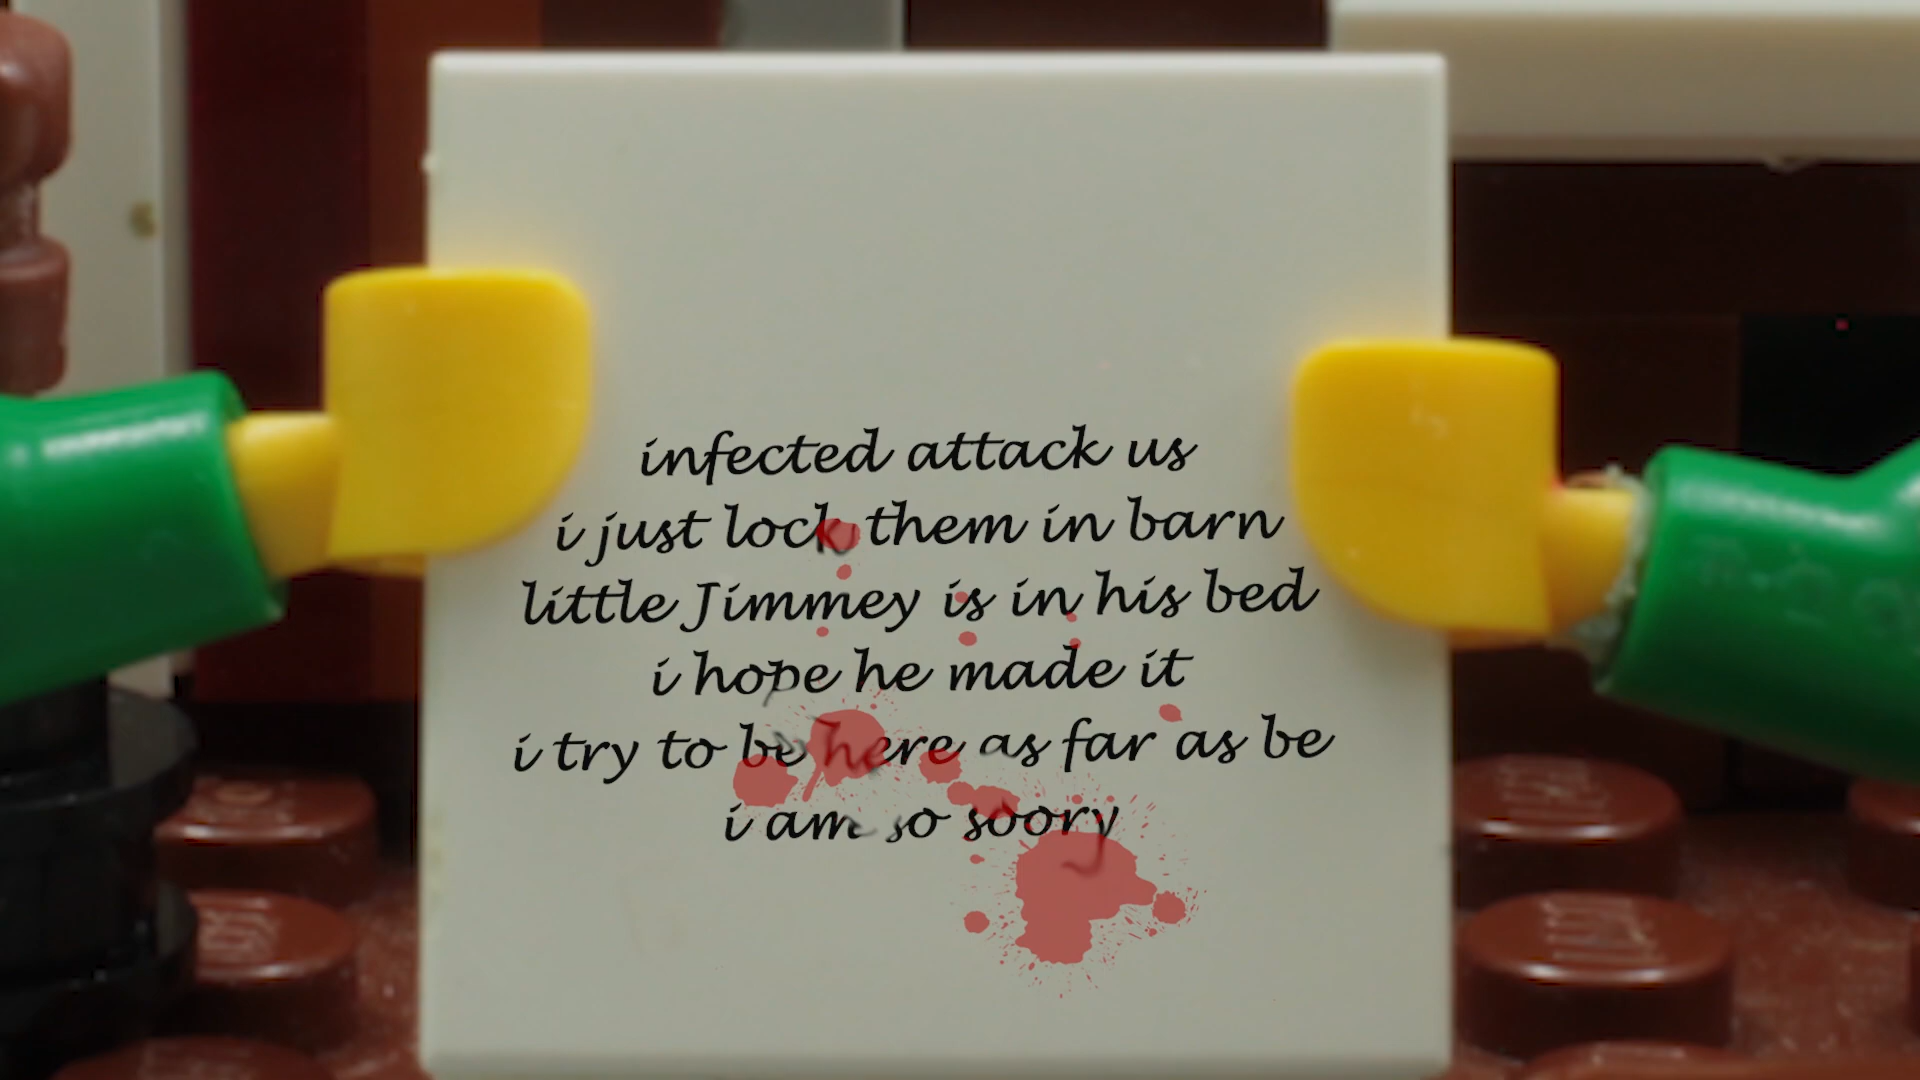 infected attack us
i just lock them in barn
little Jimmey is in his bed
i hope he made it
i try to be here as far as be
i am so soory